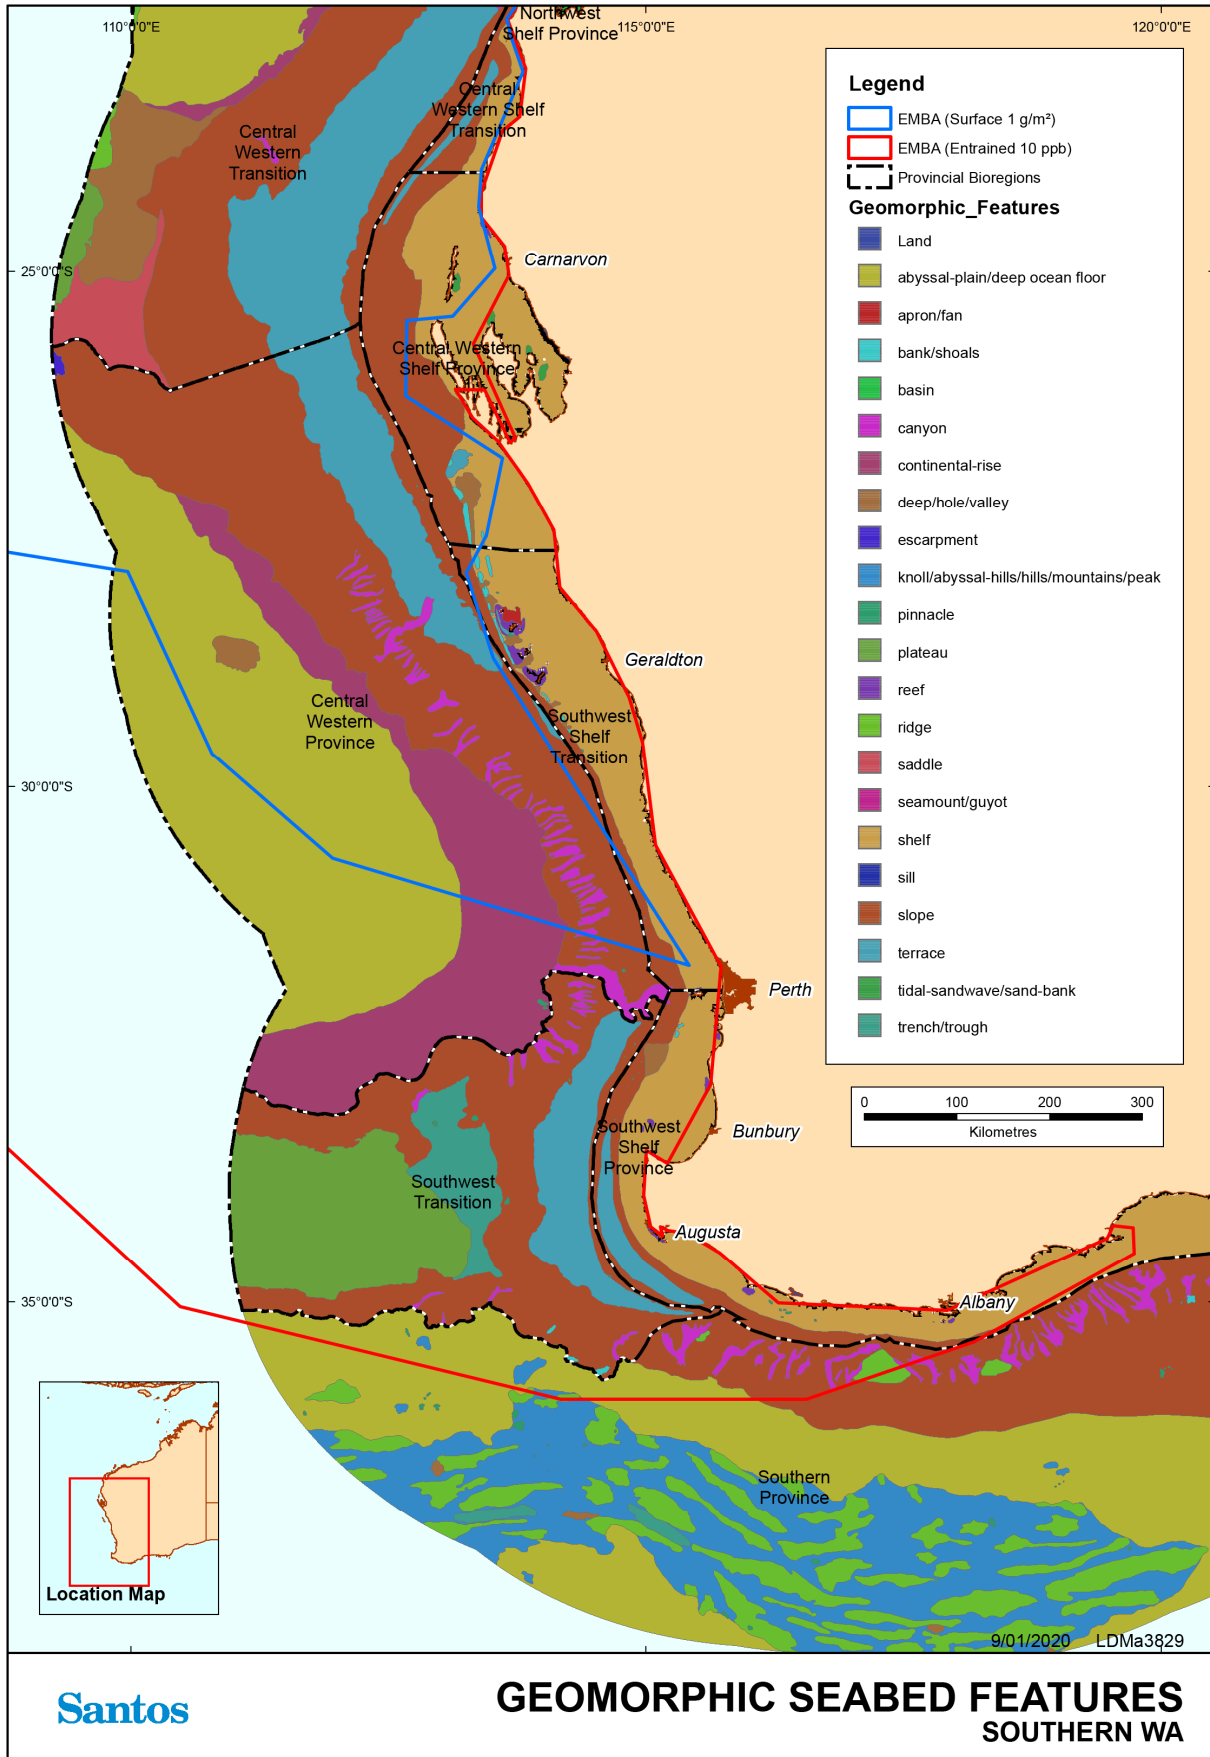 110°0'0"E
115°0'0"E
120°0'0"E
Northwest
Shelf Province
Central
Western Shelf
Transition
Central
Western
Transition
25°0'0"S
Carnarvon
Central Western
Shelf Province
Geraldton
Central
Western
Province
Southwest
Shelf
Transition
30°0'0"S
Perth
Bunbury
Southwest
Shelf
Province
Southwest
Transition
Augusta
35°0'0"S
Albany
Southern
Province
Legend
EMBA (Surface 1 g/m²)
EMBA (Entrained 10 ppb)
Provincial Bioregions
Geomorphic_Features
Land
abyssal-plain/deep ocean floor
apron/fan
bank/shoals
basin
canyon
continental-rise
deep/hole/valley
escarpment
knoll/abyssal-hills/hills/mountains/peak
pinnacle
plateau
reef
ridge
saddle
seamount/guyot
shelf
sill
slope
terrace
tidal-sandwave/sand-bank
trench/trough
0 100 200 300
Kilometres
Location Map
9/01/2020 LDMa3829
Santos
GEOMORPHIC SEABED FEATURES
SOUTHERN WA